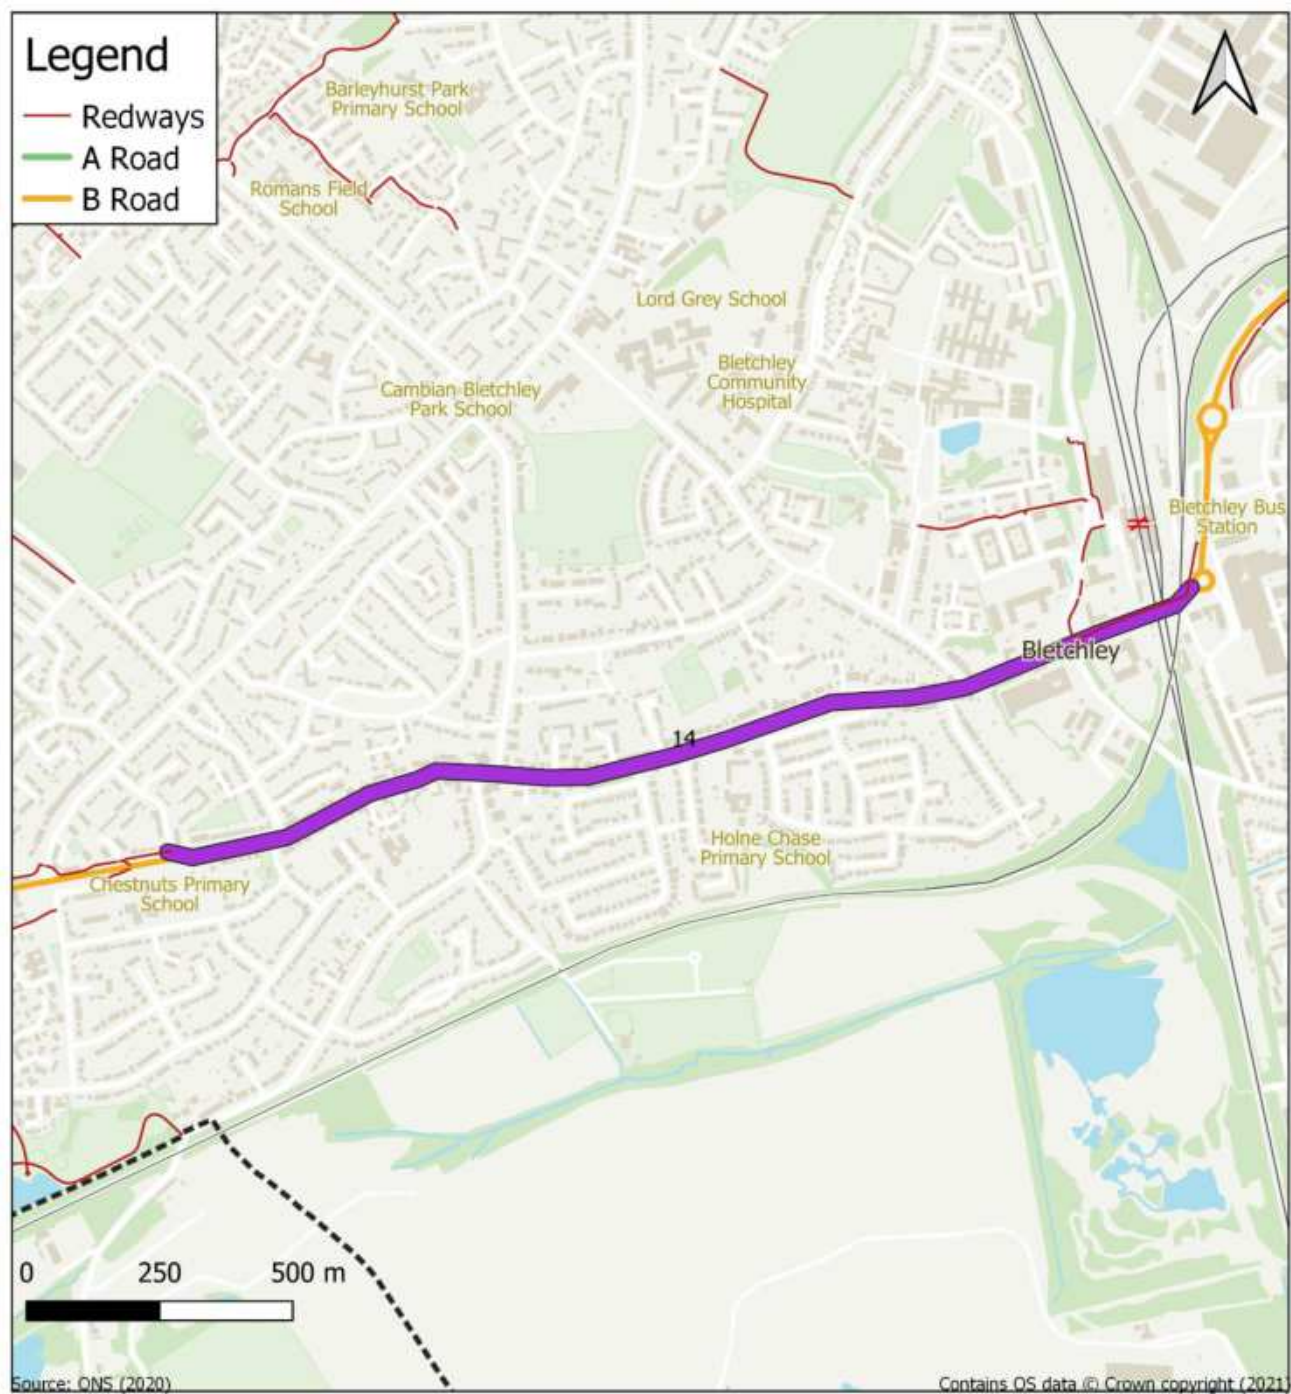 Legend
Redways
A Road
B Road
Barleyhurst Park
Primary School
Romans Field
School
Lord Grey School
Bletchley
Community
Hospital
Cambian Bletchley
Park School
Bletchley Bus
Station
Bletchley
14
Holne Chase
Primary School
Chestnuts Primary
School
0 250 500 m
Source: ONS (2020)
Contains OS data © Crown copyright (2021)